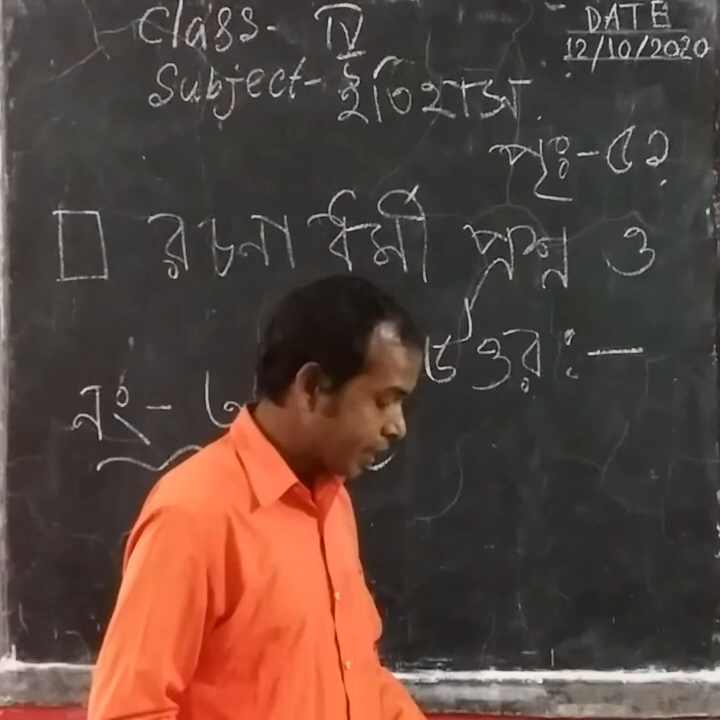 Class- IV
DATE
12/10/2020
Subject- ইতিহাস.
পৃঃ- ৫২
রচনা ধর্মী প্রশ্ন ও
উত্তর :-
নং-